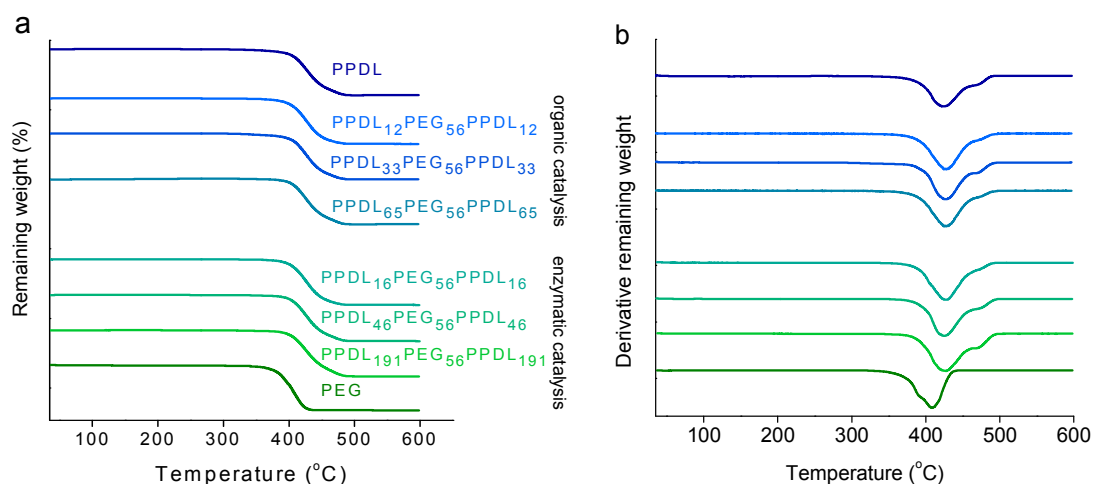 a
Remaining weight (%)
PPDL
PPDL12PEG56PPDL12
PPDL33PEG56PPDL33
PPDL65PEG56PPDL65
PPDL16PEG56PPDL16
PPDL46PEG56PPDL46
PPDL191PEG56PPDL191
PEG
organic catalysis
enzymatic catalysis
100 200 300 400 500 600
Temperature (°C)
b
Derivative remaining weight
100 200 300 400 500 600
Temperature (°C)